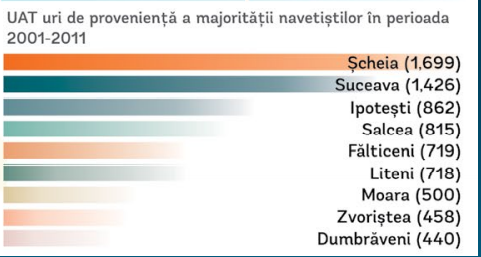 UAT uri de proveniență a majorității navetiștilor în perioada
2001-2011
Șcheia (1,699)
Suceava (1,426)
Ipotești (862)
Salcea (815)
Fălticeni (719)
Liteni (718)
Moara (500)
Zvoriștea (458)
Dumbrăveni (440)